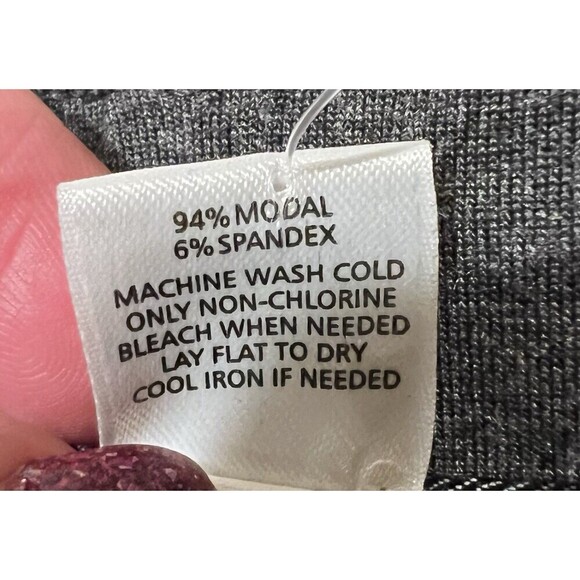 94% MODAL
6% SPANDEX
MACHINE WASH COLD
ONLY NON-CHLORINE
BLEACH WHEN NEEDED
LAY FLAT TO DRY
COOL IRON IF NEEDED